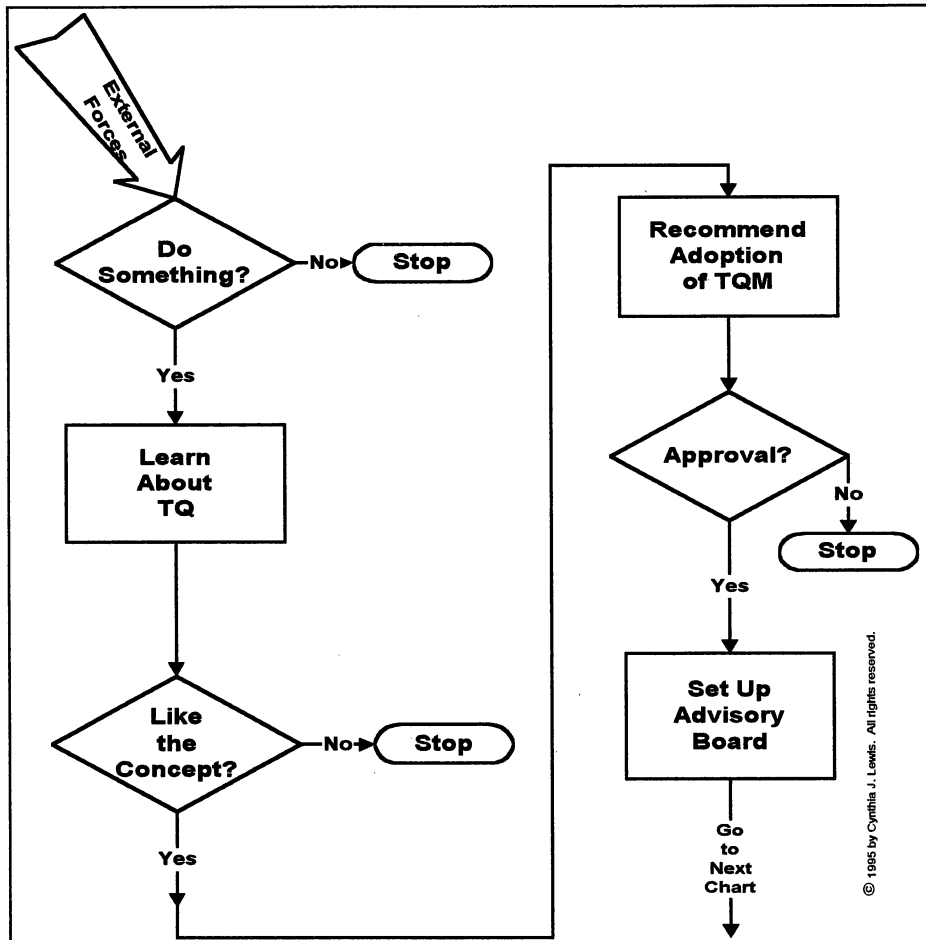 External
Forces
Do
Something?
No
Stop
Yes
Learn
About
TQ
Like
the
Concept?
No
Stop
Yes
Recommend
Adoption
of TQM
Approval?
No
Stop
Yes
Set Up
Advisory
Board
Go
to
Next
Chart
© 1995 by Cynthia J. Lewis. All rights reserved.